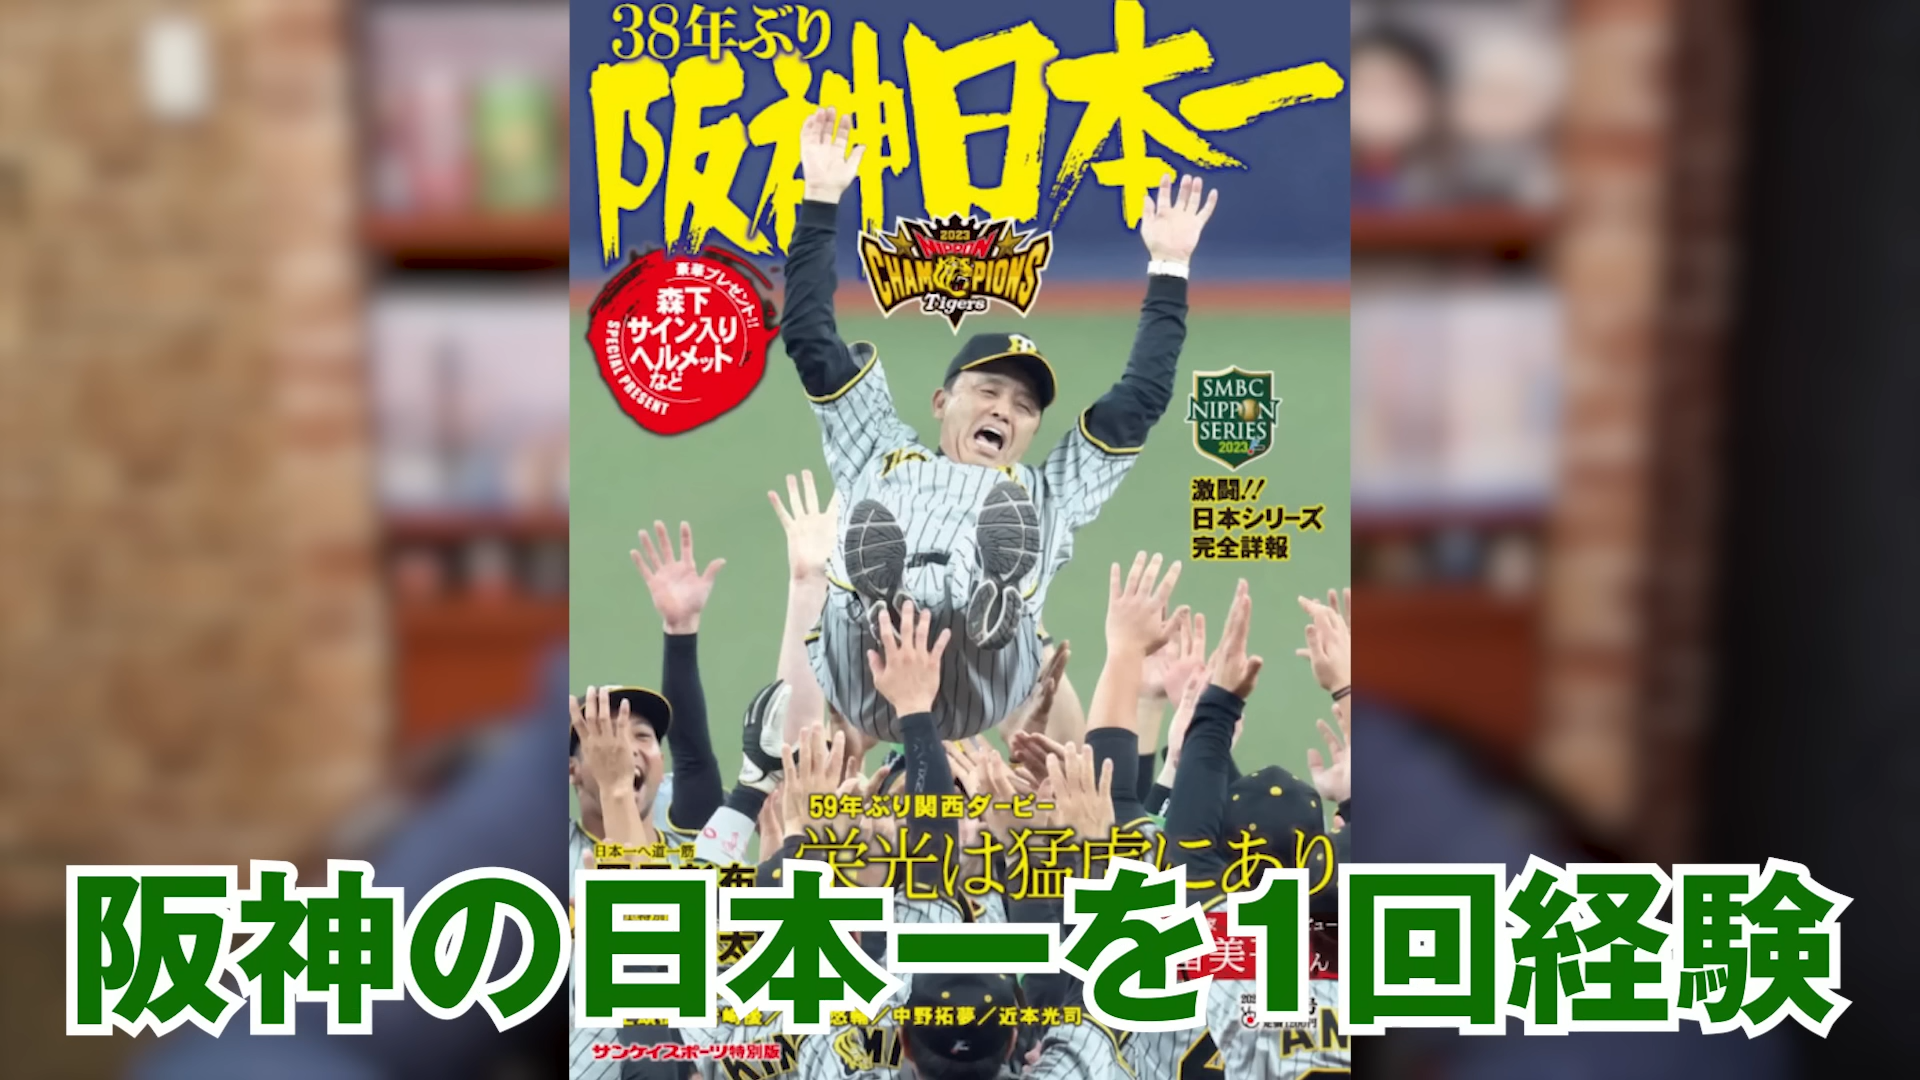 38年ぶり
阪神日本一
2023
NIPPON
CHAMPIONS
Tigers
豪華プレゼント!!
森下
サイン入り
ヘルメット
など
SPECIAL PRESENT
SMBC
NIPPON
SERIES
2023
激闘!!
日本シリーズ
完全詳報
59年ぶり関西ダービー
栄光は猛虎にあり
日本一へ道一筋
阪神の日本一を1回経験
中野拓夢／近本光司
サンケイスポーツ特別版